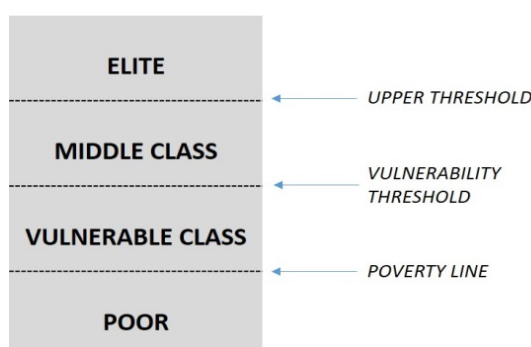 ELITE
UPPER THRESHOLD
MIDDLE CLASS
VULNERABILITY
THRESHOLD
VULNERABLE CLASS
POVERTY LINE
POOR